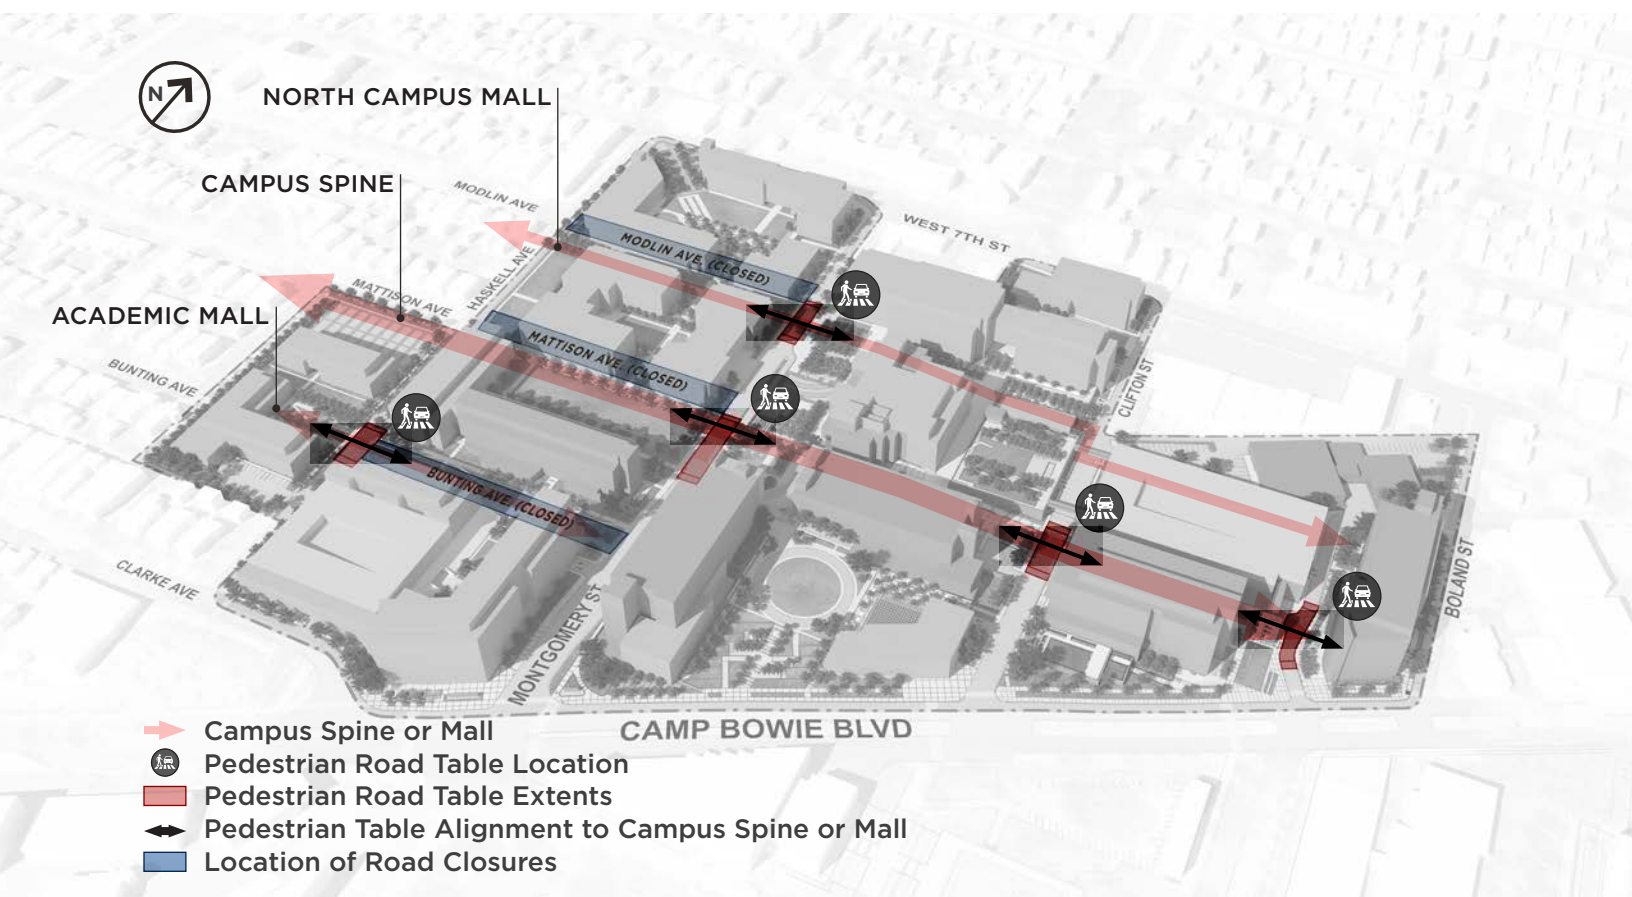 N
NORTH CAMPUS MALL
CAMPUS SPINE
MODLIN AVE
WEST 7TH ST
MODLIN AVE. (CLOSED)
HASKELL AVE
MATTISON AVE
ACADEMIC MALL
MATTISON AVE. (CLOSED)
BUNTING AVE
CLIFTON ST
BUNTING AVE. (CLOSED)
CLARKE AVE
BOLAND ST
MONTGOMERY ST
CAMP BOWIE BLVD
Campus Spine or Mall
Pedestrian Road Table Location
Pedestrian Road Table Extents
Pedestrian Table Alignment to Campus Spine or Mall
Location of Road Closures